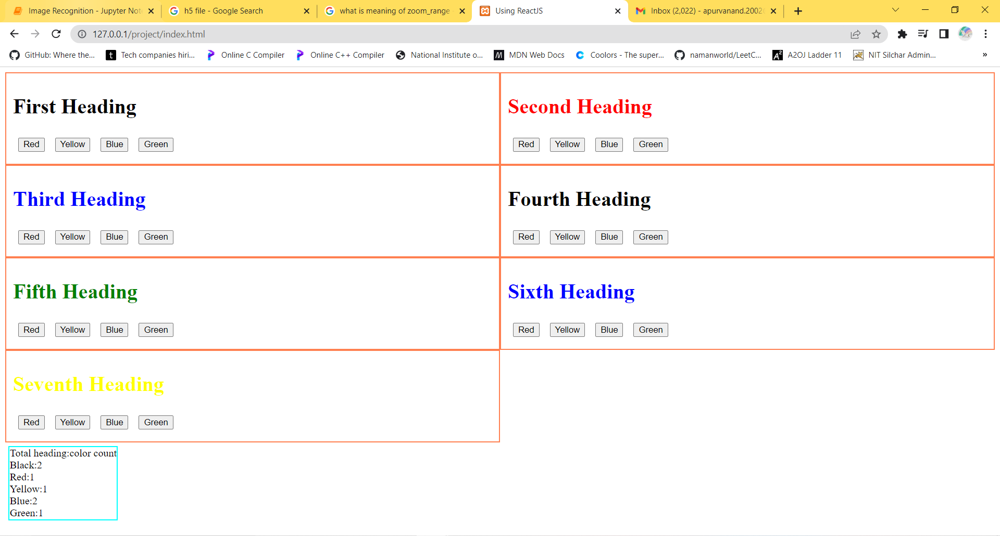 Image Recognition - Jupyter Not
h5 file - Google Search
what is meaning of zoom_range -
Using ReactJS
Inbox (2,022) - apurvanand.2002
127.0.0.1/project/index.html
GitHub: Where the...
Tech companies hiri...
Online C Compiler
Online C++ Compiler
National Institute o...
MDN Web Docs
Coolors - The super...
namanworld/LeetC...
A2OJ Ladder 11
NIT Silchar Admin...
»
First Heading
Red Yellow Blue Green
Second Heading
Red Yellow Blue Green
Third Heading
Red Yellow Blue Green
Fourth Heading
Red Yellow Blue Green
Fifth Heading
Red Yellow Blue Green
Sixth Heading
Red Yellow Blue Green
Seventh Heading
Red Yellow Blue Green
Total heading:color count
Black:2
Red:1
Yellow:1
Blue:2
Green:1